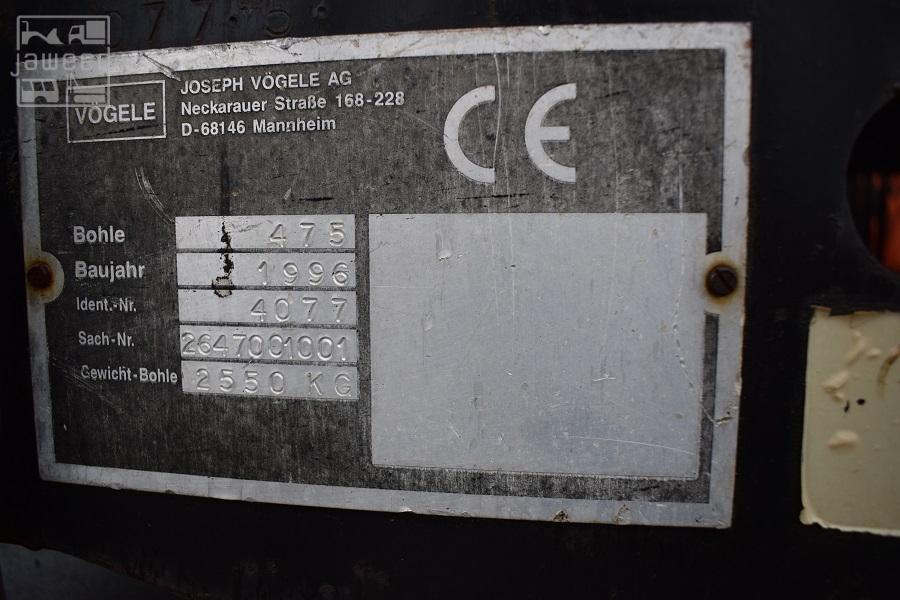 jaweer
VÖGELE
JOSEPH VÖGELE AG
Neckarauer Straße 168-228
D-68146 Mannheim
CE
Bohle 475
Baujahr 1996
Ident.-Nr. 4077
Sach-Nr. 2647001001
Gewicht-Bohle 2550 KG